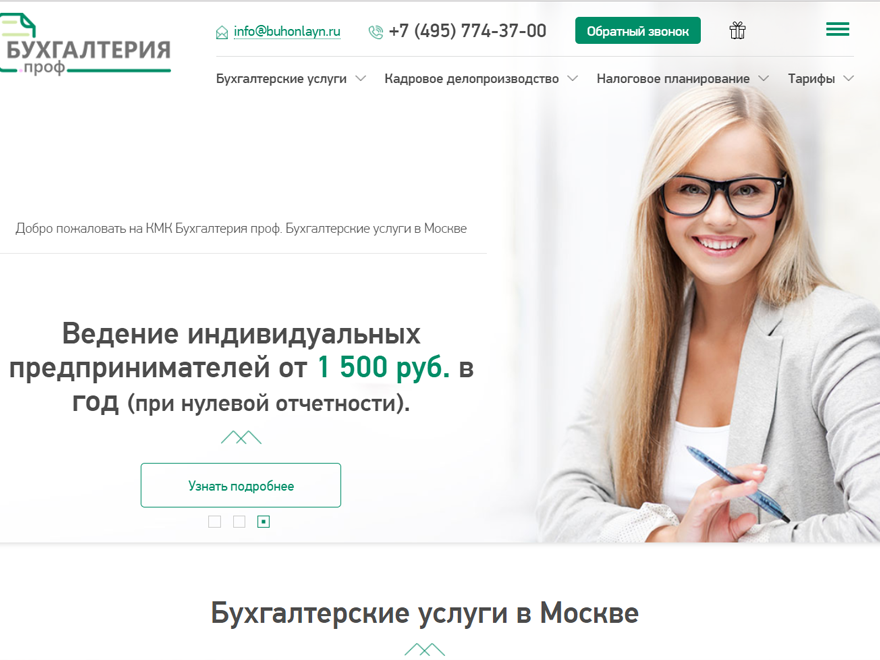 БУХГАЛТЕРИЯ
.проф
info@buhonlayn.ru +7 (495) 774-37-00 Обратный звонок
Бухгалтерские услуги Кадровое делопроизводство Налоговое планирование Тарифы
Добро пожаловать на КМК Бухгалтерия проф. Бухгалтерские услуги в Москве
Ведение индивидуальных
предпринимателей от 1 500 руб. в
год (при нулевой отчетности).
Узнать подробнее
Бухгалтерские услуги в Москве